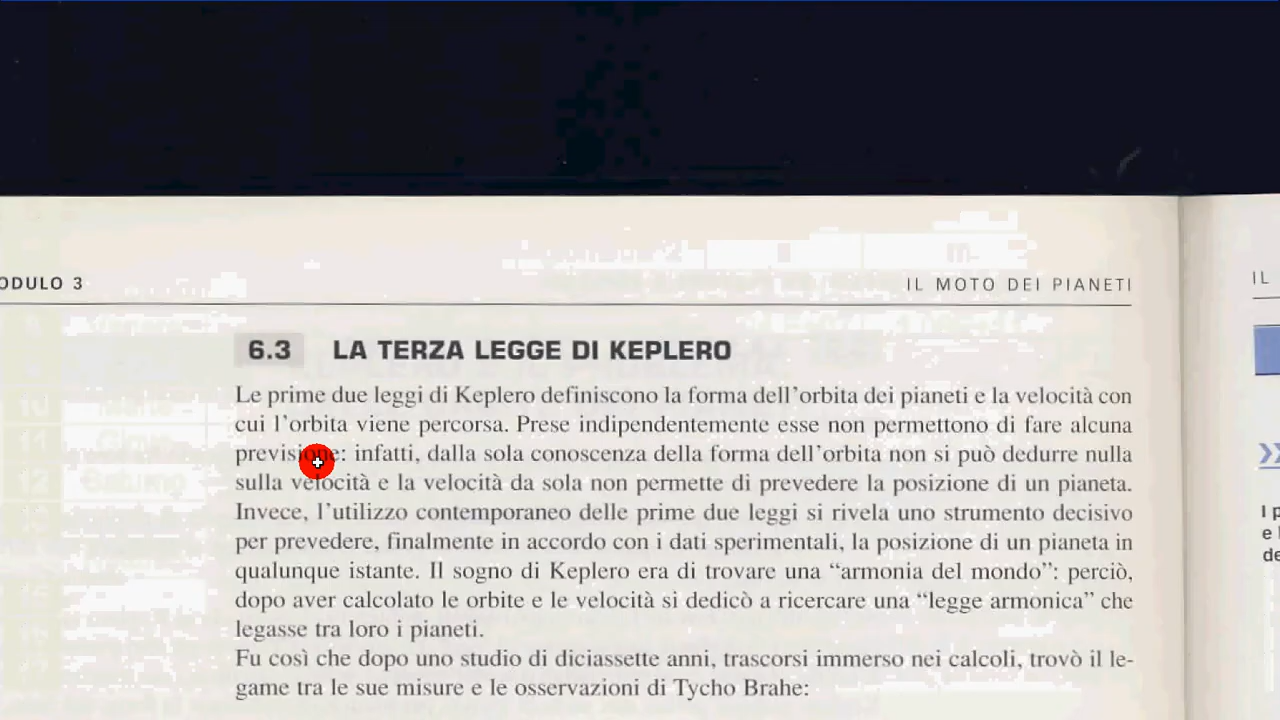 ODULO 3
IL MOTO DEI PIANETI
IL
6.3 LA TERZA LEGGE DI KEPLERO
Le prime due leggi di Keplero definiscono la forma dell'orbita dei pianeti e la velocità con
cui l'orbita viene percorsa. Prese indipendentemente esse non permettono di fare alcuna
previsione: infatti, dalla sola conoscenza della forma dell'orbita non si può dedurre nulla
sulla velocità e la velocità da sola non permette di prevedere la posizione di un pianeta.
Invece, l'utilizzo contemporaneo delle prime due leggi si rivela uno strumento decisivo
per prevedere, finalmente in accordo con i dati sperimentali, la posizione di un pianeta in
qualunque istante. Il sogno di Keplero era di trovare una “armonia del mondo”: perciò,
dopo aver calcolato le orbite e le velocità si dedicò a ricercare una “legge armonica” che
legasse tra loro i pianeti.
Fu così che dopo uno studio di diciassette anni, trascorsi immerso nei calcoli, trovò il le-
game tra le sue misure e le osservazioni di Tycho Brahe:
I p
e l
de